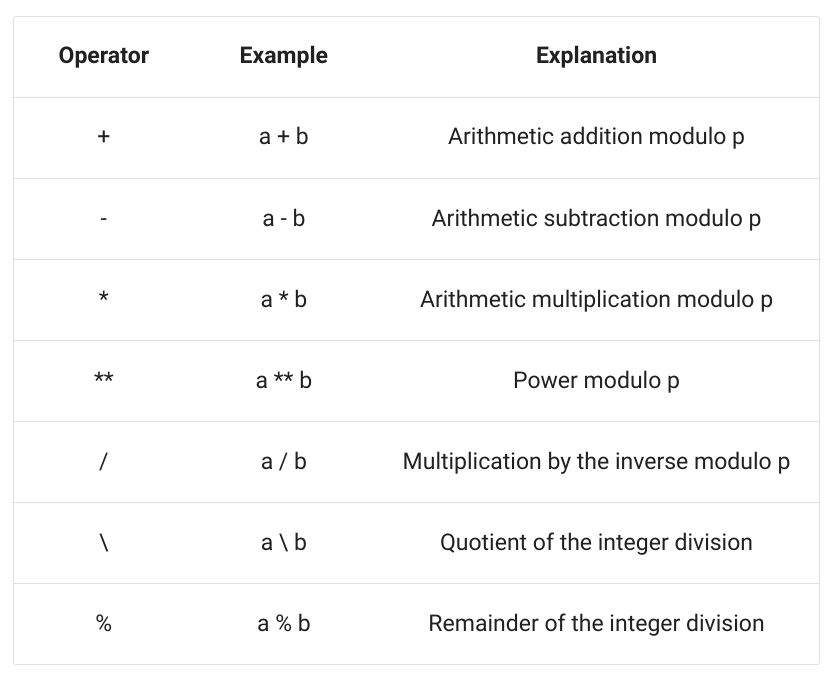 Operator Example Explanation
+ a + b Arithmetic addition modulo p
- a - b Arithmetic subtraction modulo p
* a * b Arithmetic multiplication modulo p
** a ** b Power modulo p
/ a / b Multiplication by the inverse modulo p
\ a \ b Quotient of the integer division
% a % b Remainder of the integer division